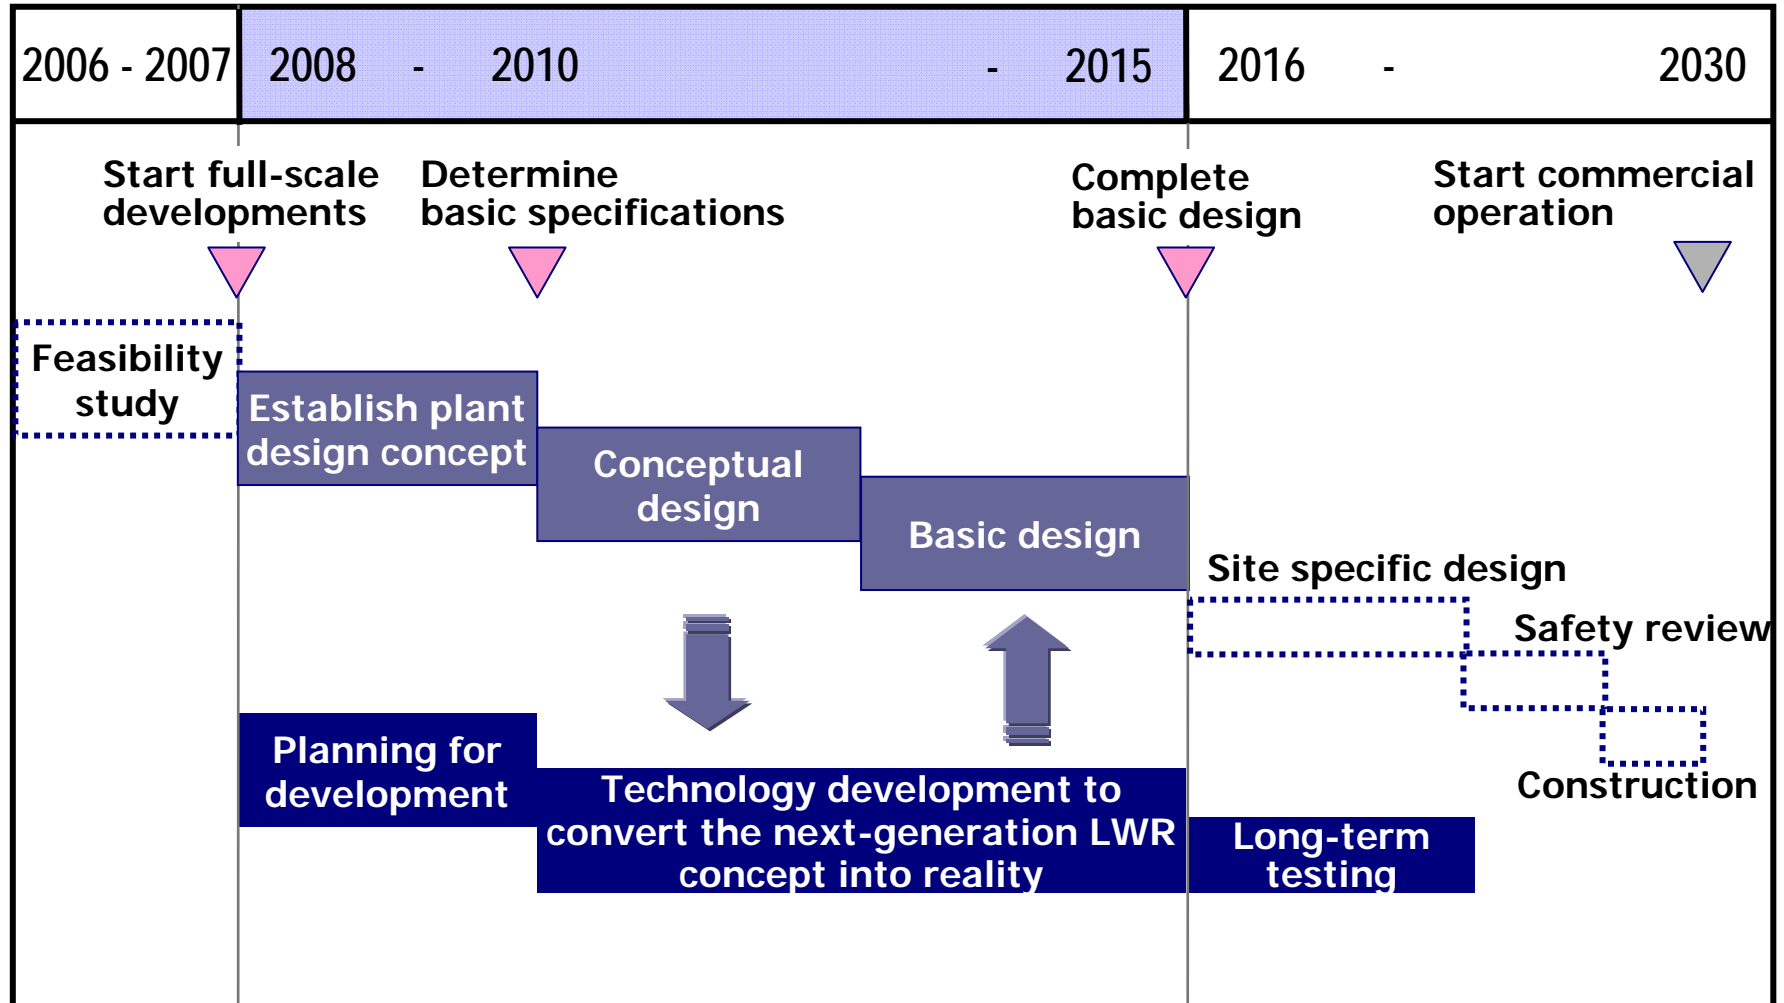 2006 - 2007 2008 - 2010 - 2015 2016 - 2030
Start full-scale
developments
Determine
basic specifications
Complete
basic design
Start commercial
operation
Feasibility
study
Establish plant
design concept
Conceptual
design
Basic design
Site specific design
Safety review
Construction
Planning for
development
Technology development to
convert the next-generation LWR
concept into reality
Long-term
testing